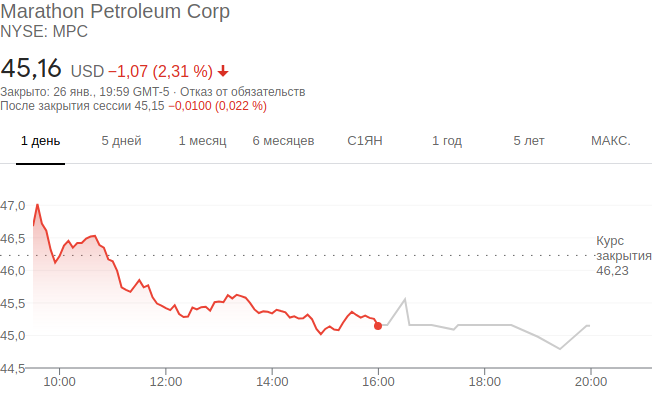 Marathon Petroleum Corp
NYSE: MPC
45,16 USD −1,07 (2,31 %)
Закрыто: 26 янв., 19:59 GMT-5 · Отказ от обязательств
После закрытия сессии 45,15 −0,0100 (0,022 %)
1 день 5 дней 1 месяц 6 месяцев С1ЯН 1 год 5 лет МАКС.
47,0
46,5
Курс
закрытия
46,23
46,0
45,5
45,0
44,5
10:00 12:00 14:00 16:00 18:00 20:00